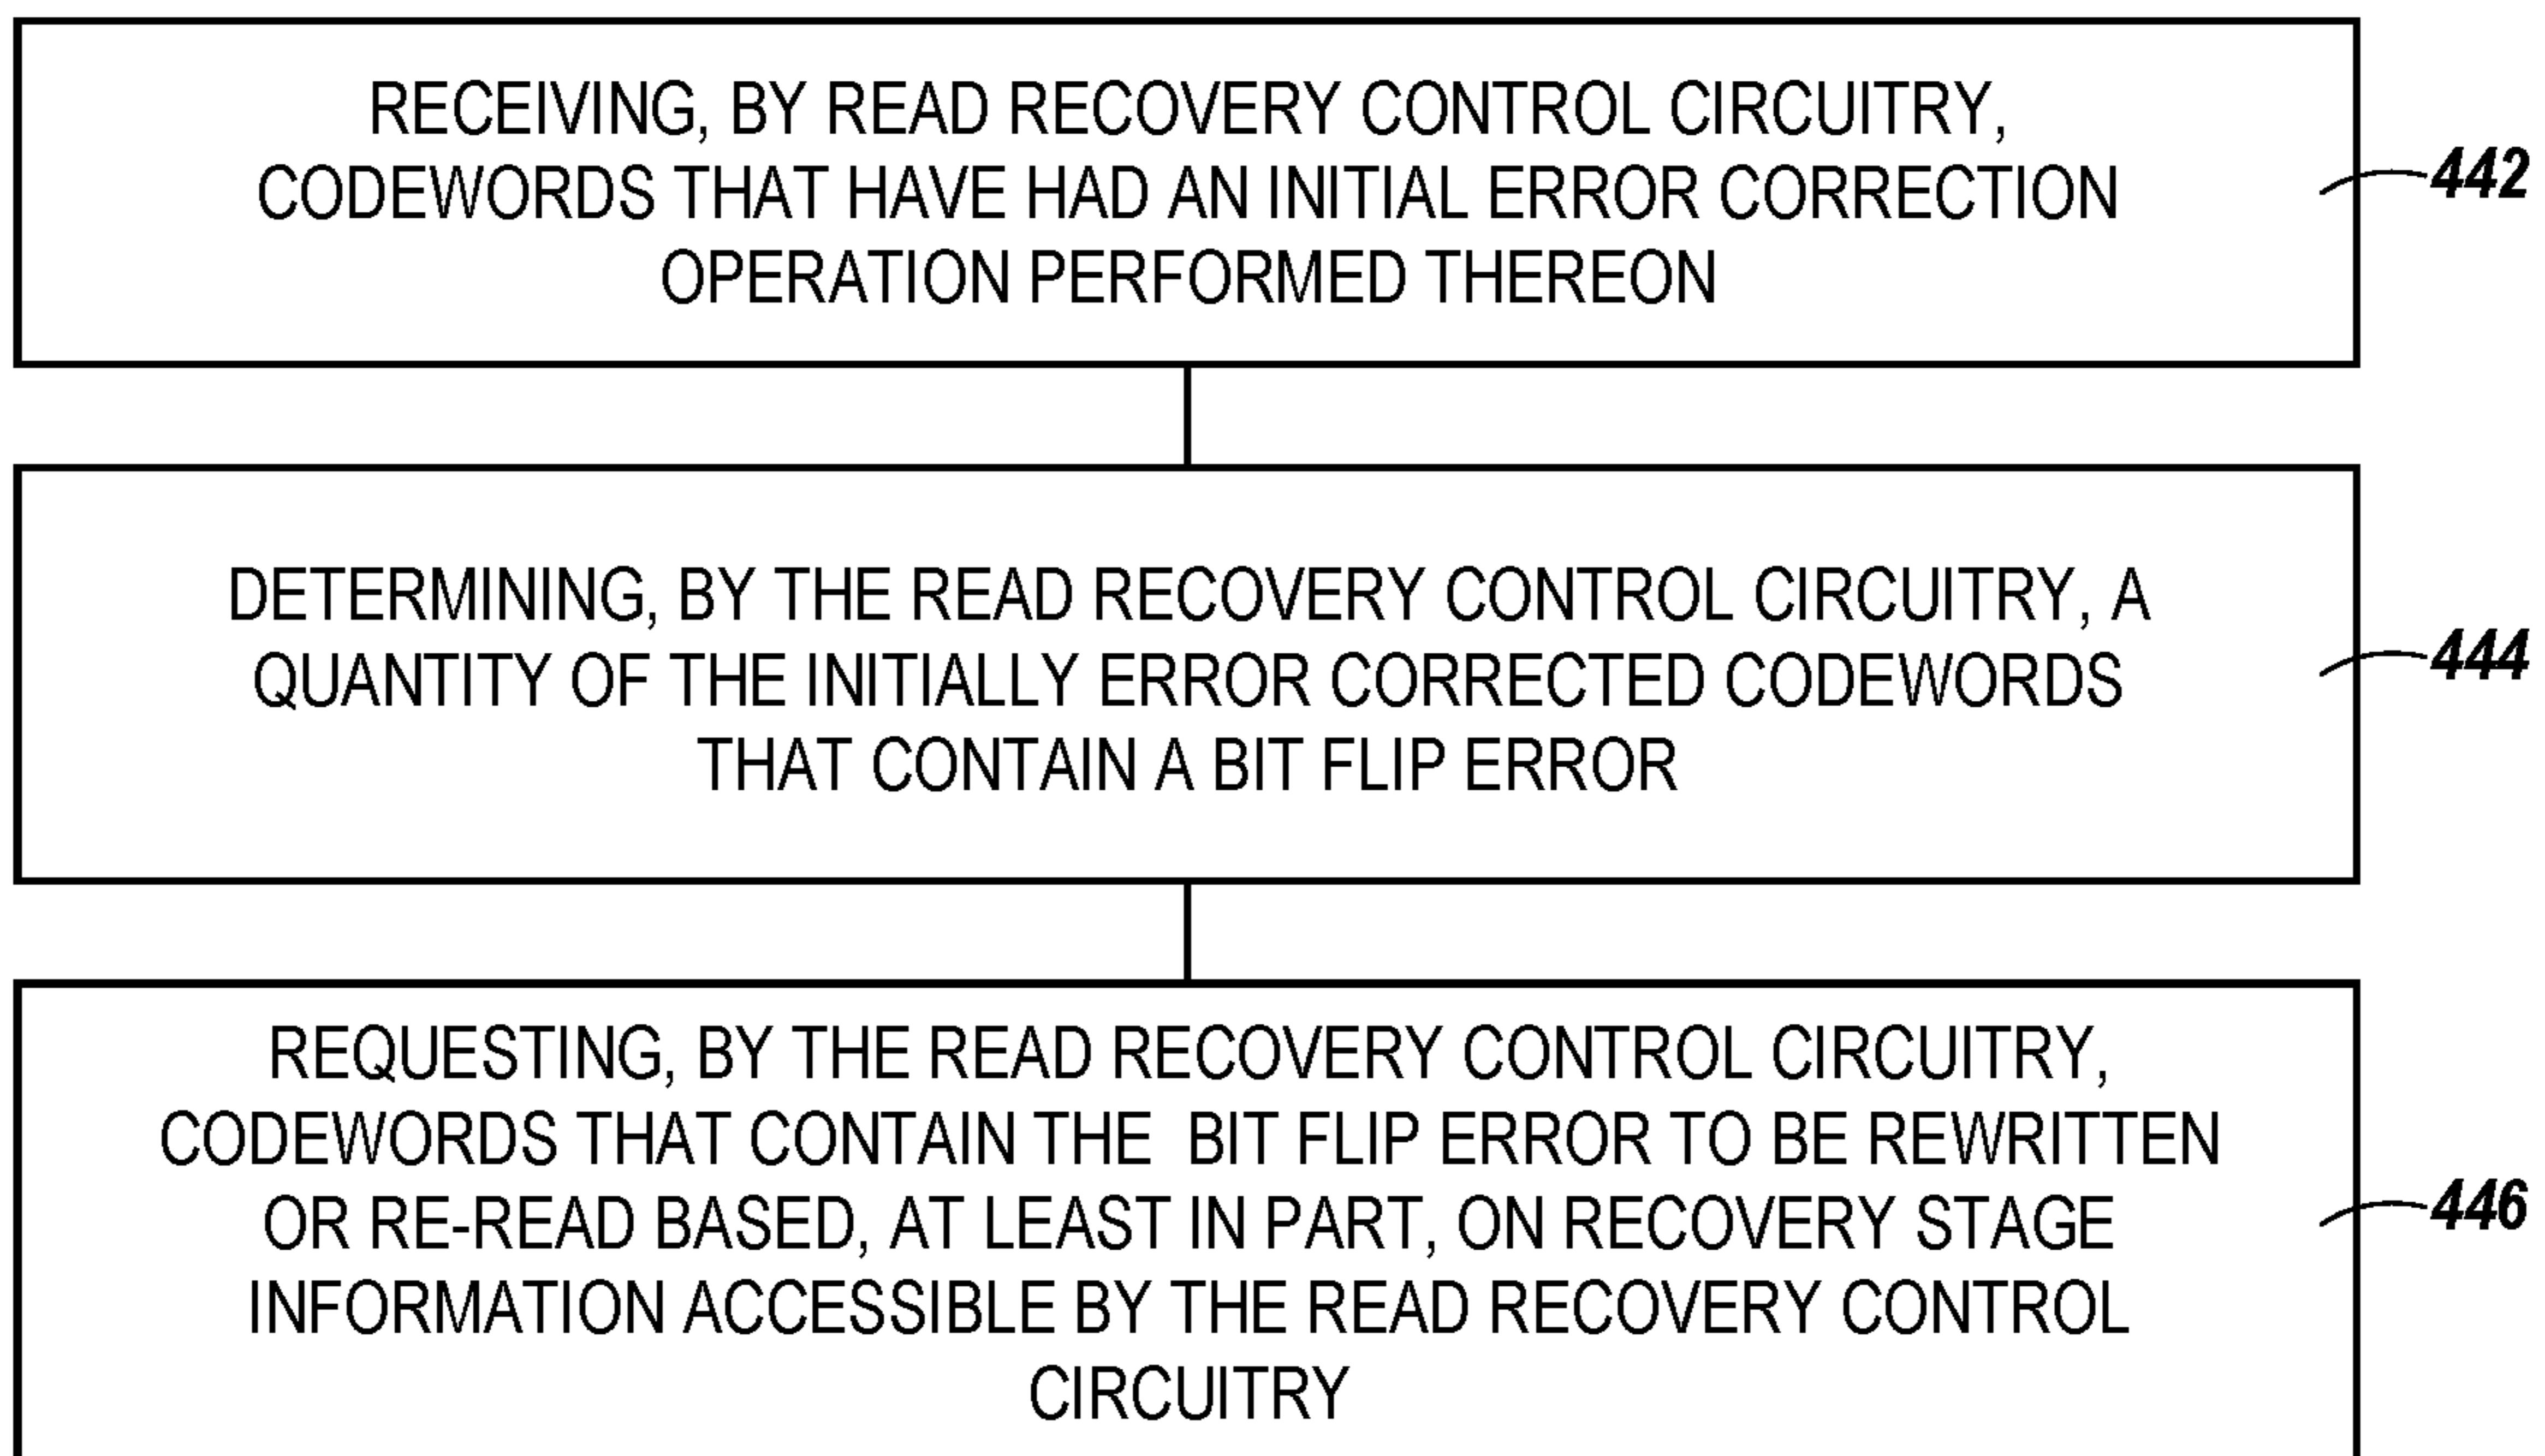 RECEIVING, BY READ RECOVERY CONTROL CIRCUITRY,
CODEWORDS THAT HAVE HAD AN INITIAL ERROR CORRECTION
OPERATION PERFORMED THEREON
442
DETERMINING, BY THE READ RECOVERY CONTROL CIRCUITRY, A
QUANTITY OF THE INITIALLY ERROR CORRECTED CODEWORDS
THAT CONTAIN A BIT FLIP ERROR
444
REQUESTING, BY THE READ RECOVERY CONTROL CIRCUITRY,
CODEWORDS THAT CONTAIN THE BIT FLIP ERROR TO BE REWRITTEN
OR RE-READ BASED, AT LEAST IN PART, ON RECOVERY STAGE
INFORMATION ACCESSIBLE BY THE READ RECOVERY CONTROL
CIRCUITRY
446